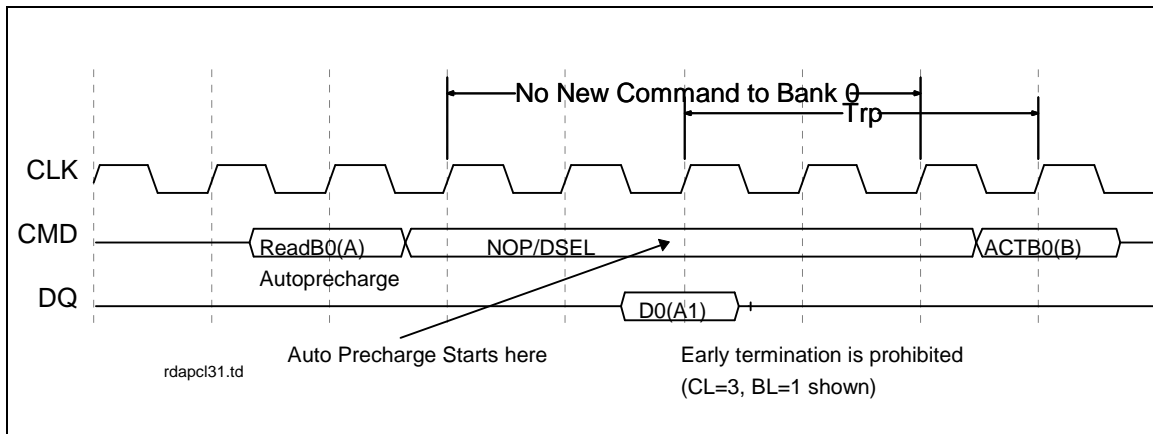 No New Command to Bank 0
Trp
CLK
CMD
ReadB0(A)
NOP/DSEL
ACTB0(B)
Autoprecharge
DQ
D0(A1)
Auto Precharge Starts here
Early termination is prohibited
(CL=3, BL=1 shown)
rdapcl31.td